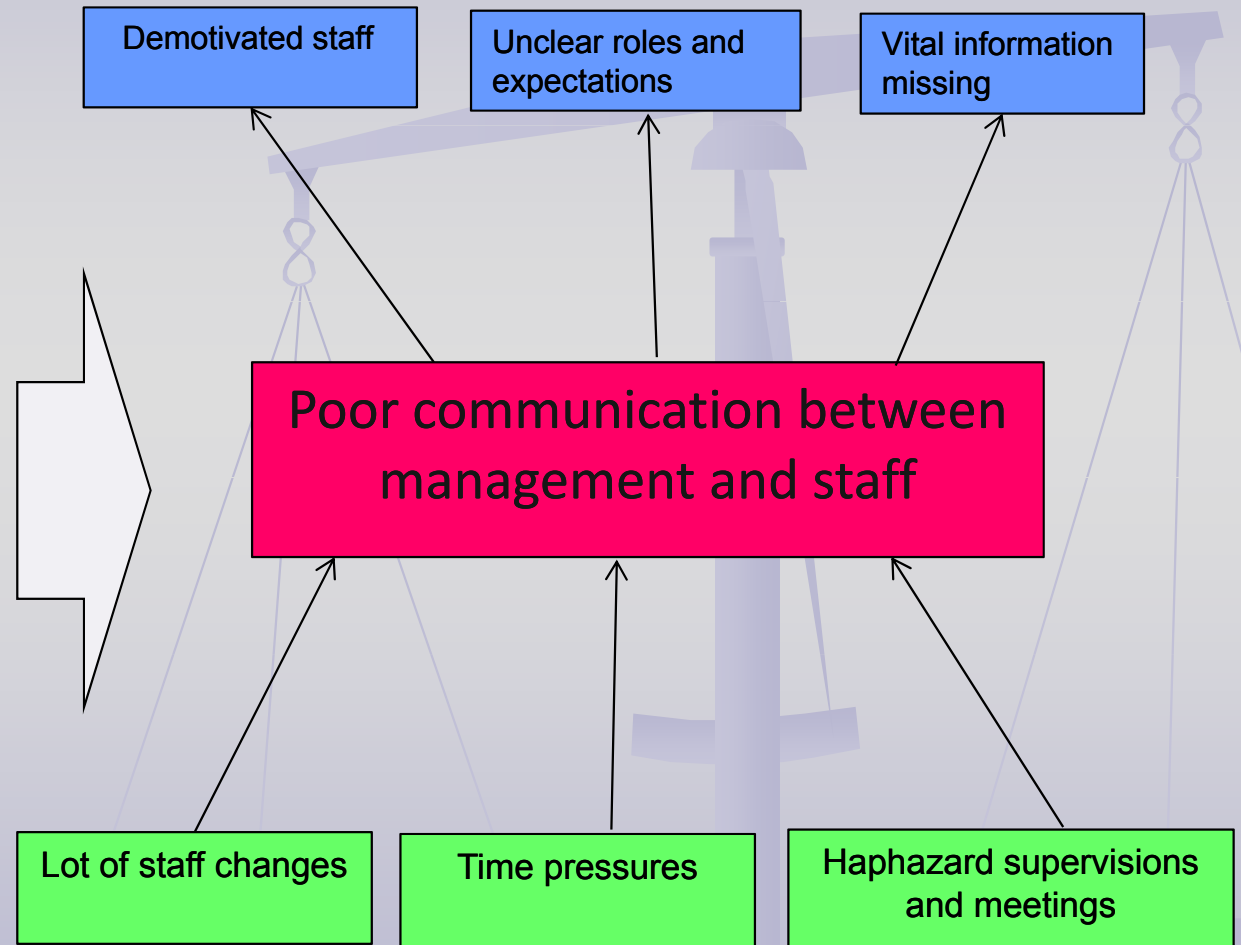 Demotivated staff
Unclear roles and
expectations
Vital information
missing
Poor communication between
management and staff
Lot of staff changes
Time pressures
Haphazard supervisions
and meetings